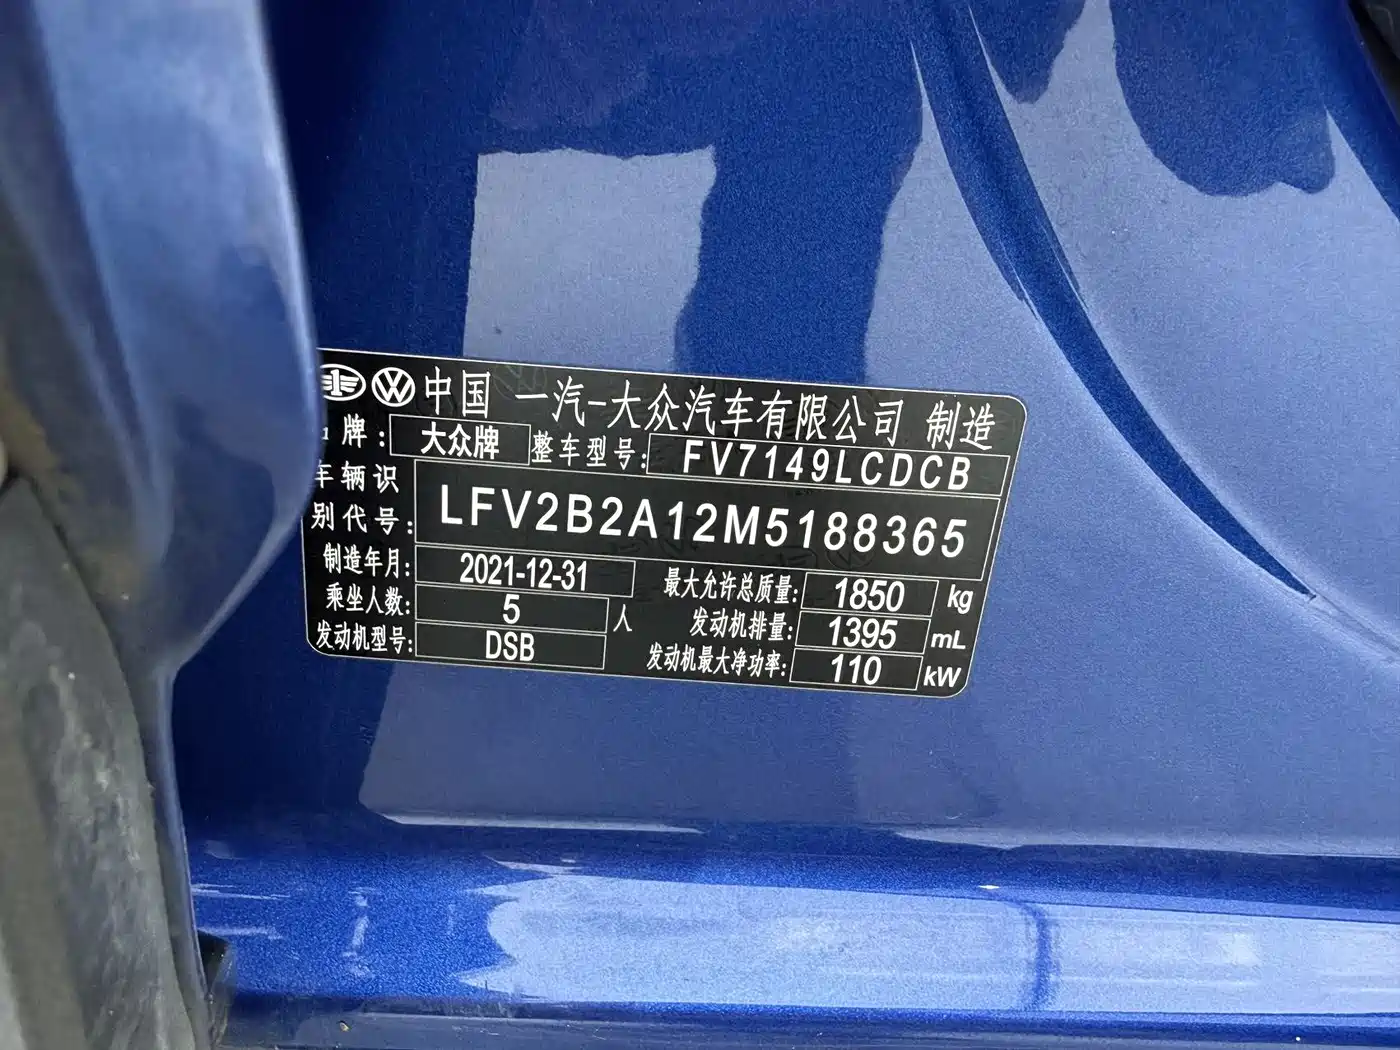 中国 一汽-大众汽车有限公司 制造
牌: 大众牌 整车型号: FV7149LCDCB
车辆识别代号: LFV2B2A12M5188365
制造年月: 2021-12-31 最大允许总质量: 1850 kg
乘坐人数: 5 人 发动机排量: 1395 mL
发动机型号: DSB 发动机最大净功率: 110 kW